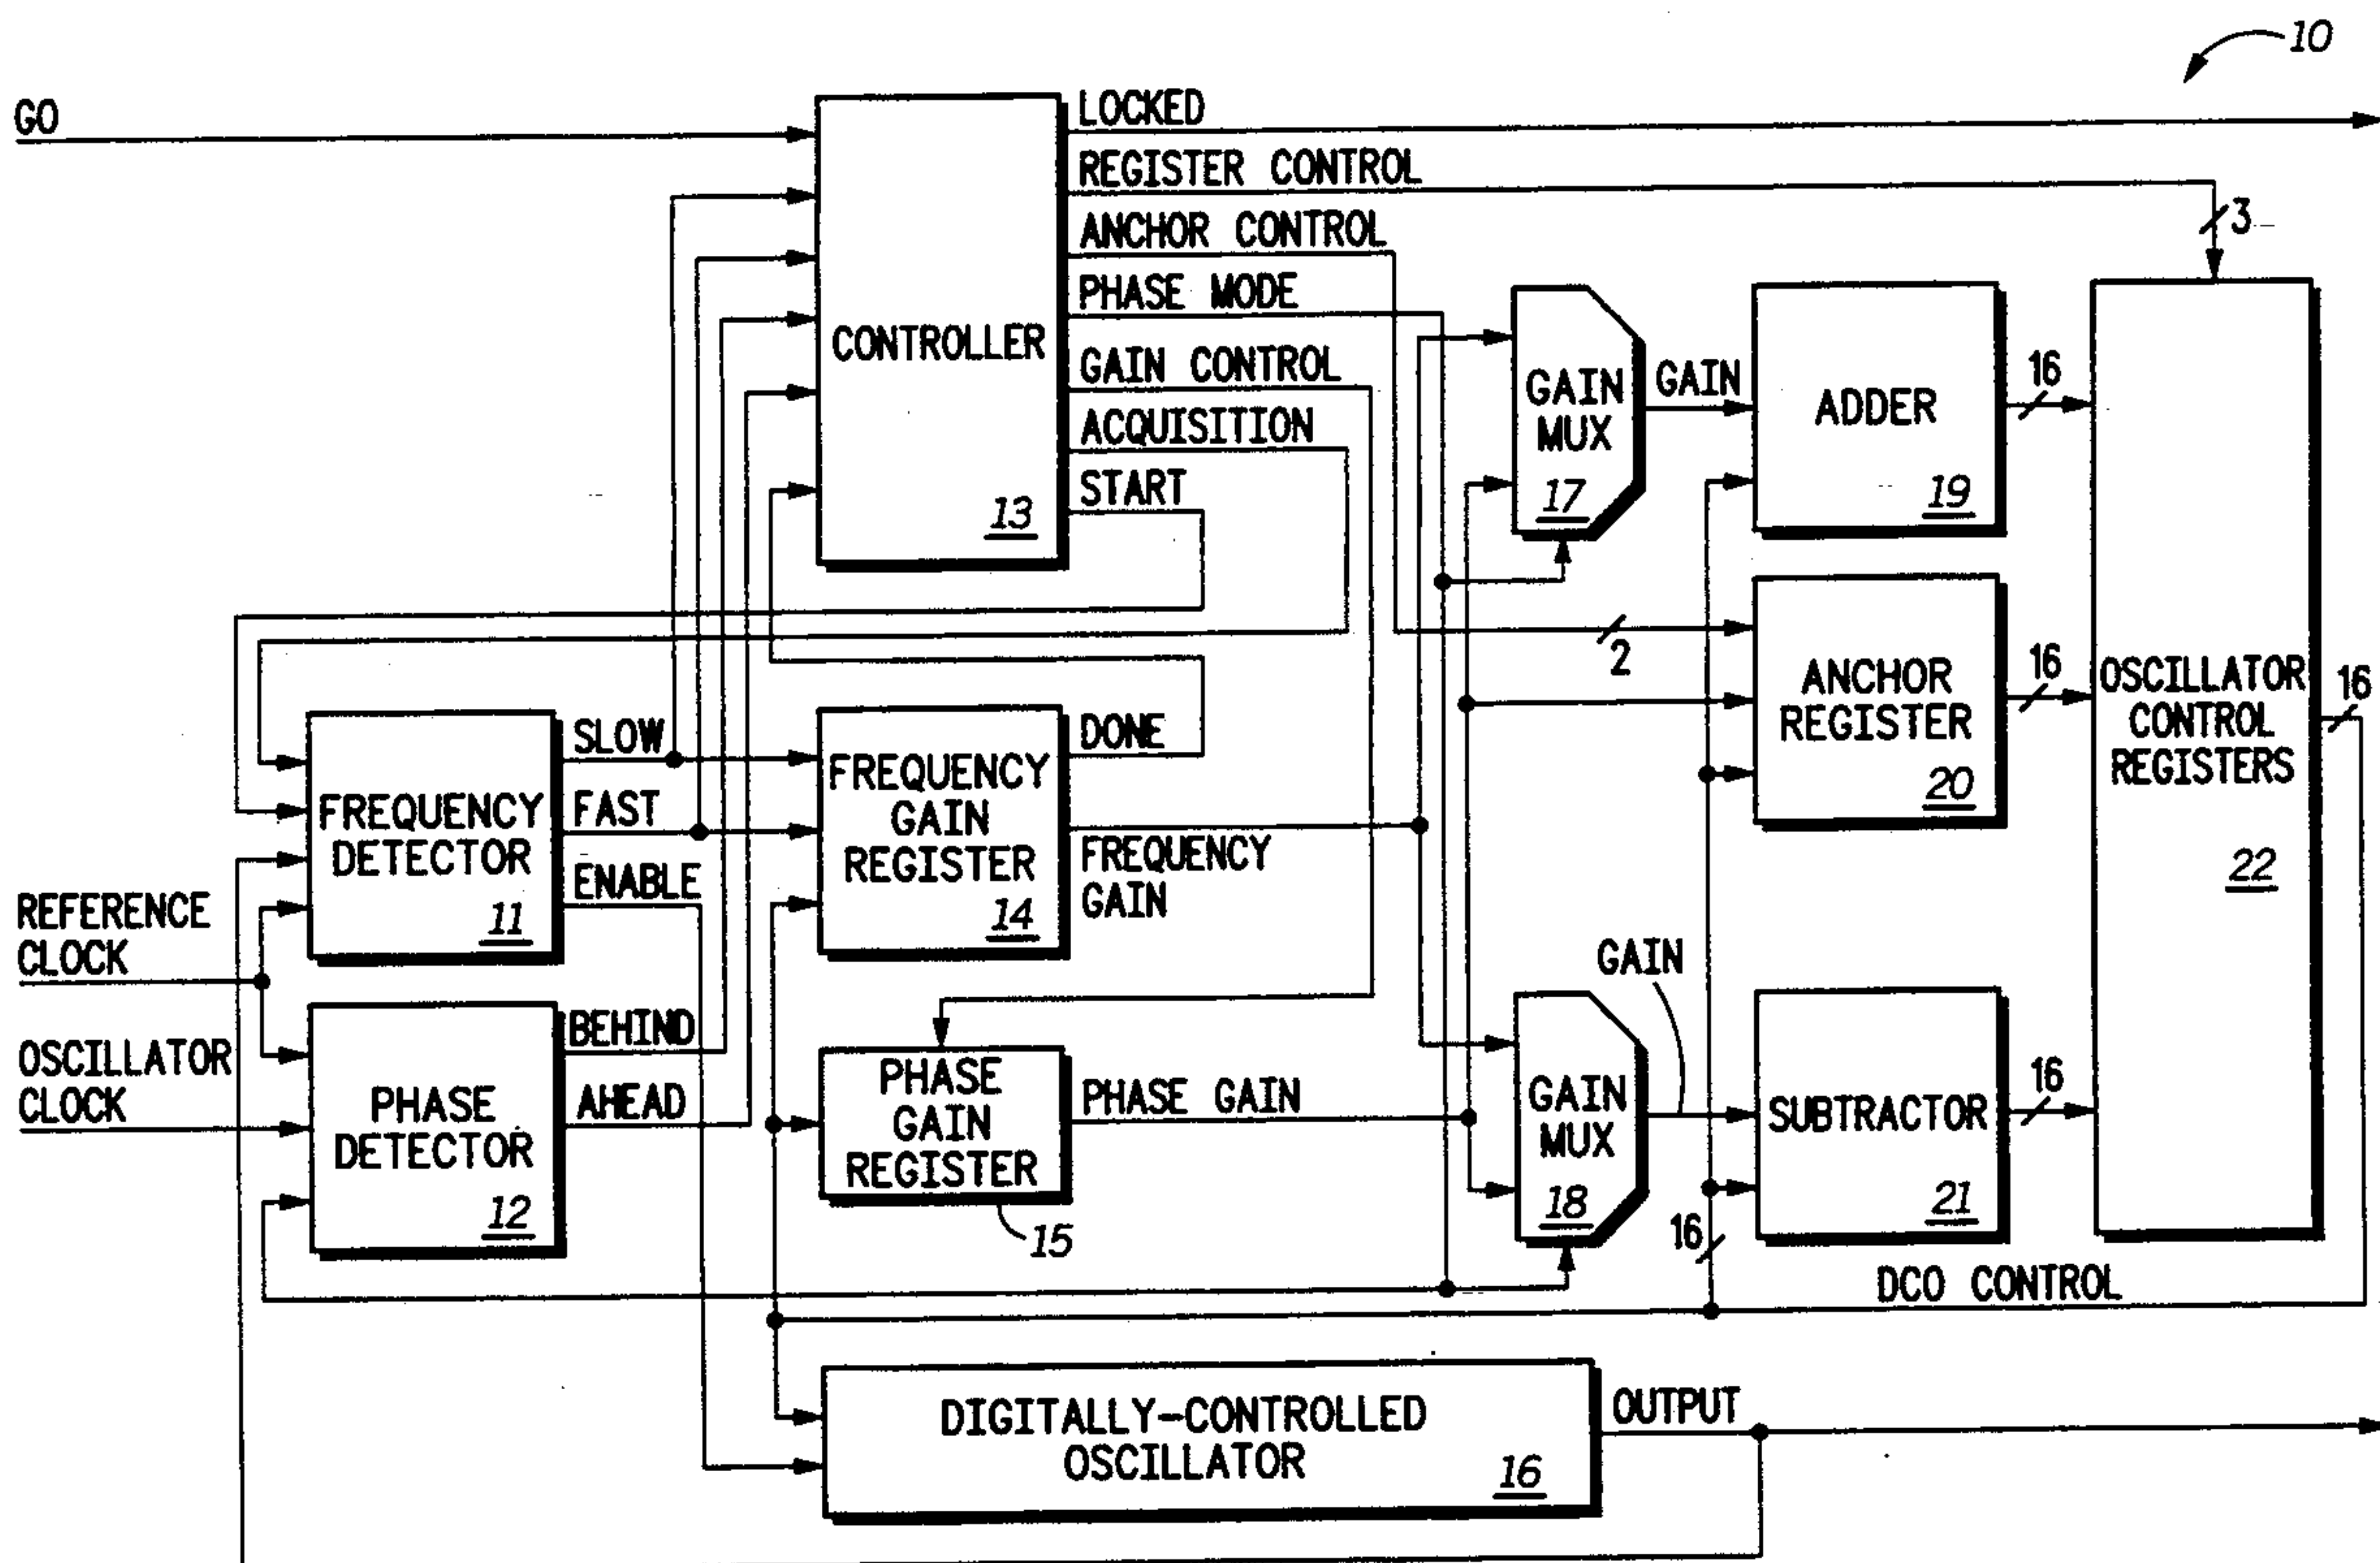 10
GO
LOCKED
REGISTER CONTROL
3
ANCHOR CONTROL
PHASE MODE
CONTROLLER
GAIN CONTROL
ACQUISITION
START
13
GAIN
MUX
17
GAIN
ADDER
19
16
2
ANCHOR
REGISTER
20
16
OSCILLATOR
CONTROL
REGISTERS
22
16
FREQUENCY
DETECTOR
11
SLOW
FAST
ENABLE
FREQUENCY
GAIN
REGISTER
14
DONE
FREQUENCY
GAIN
REFERENCE
CLOCK
OSCILLATOR
CLOCK
PHASE
DETECTOR
12
BEHIND
AHEAD
PHASE
GAIN
REGISTER
15
PHASE GAIN
GAIN
MUX
18
GAIN
SUBTRACTOR
21
16
16
DCO CONTROL
DIGITALLY-CONTROLLED
OSCILLATOR
16
OUTPUT